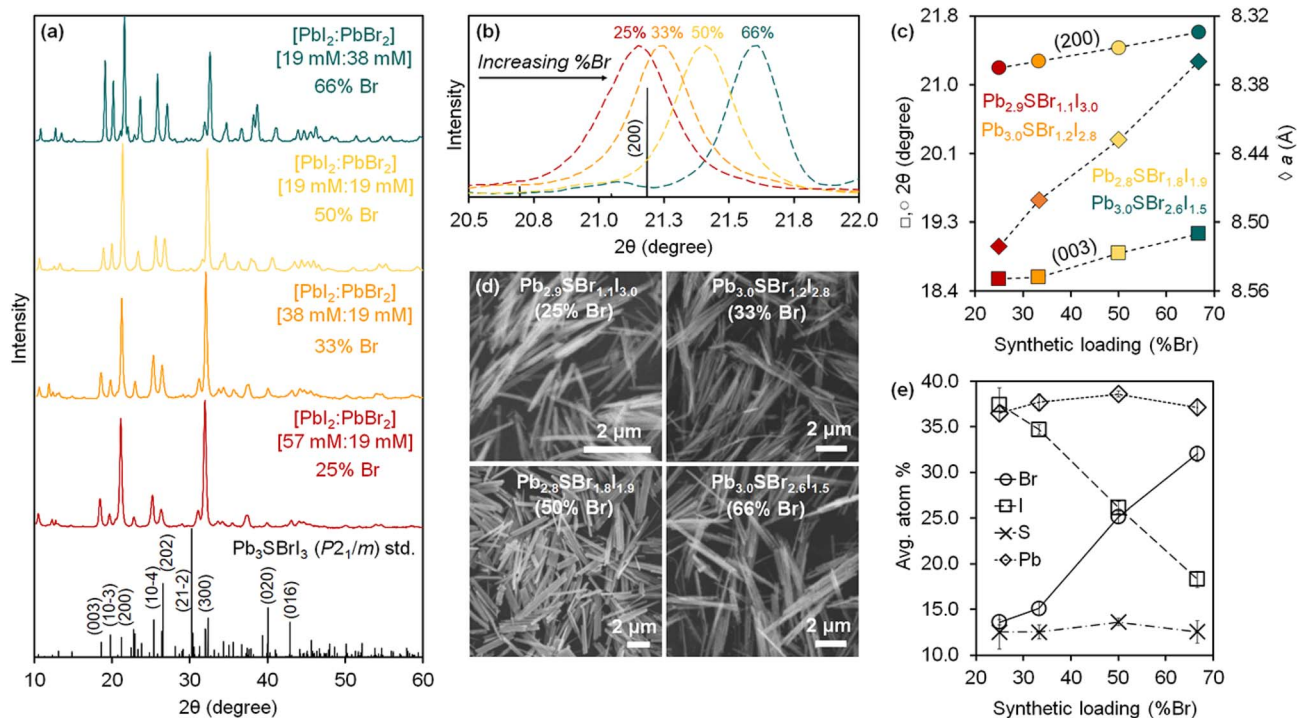 (a)
[PbI2:PbBr2]
[19 mM:38 mM]
66% Br
[PbI2:PbBr2]
[19 mM:19 mM]
50% Br
[PbI2:PbBr2]
[38 mM:19 mM]
33% Br
[PbI2:PbBr2]
[57 mM:19 mM]
25% Br
Pb3SBrI3 (P21/m) std.
(003)
(10-3)
(200)
(10-4)
(202)
(21-2)
(300)
(020)
(016)
Intensity
10 20 30 40 50 60
2θ (degree)
(b)
25% 33% 50% 66%
Increasing %Br
(200)
Intensity
20.5 20.8 21.1 21.3 21.5 21.8 22.0
2θ (degree)
(c)
21.8
21.0
20.1
19.3
18.4
□, ○ 2θ (degree)
(200)
Pb2.9SBr1.1I3.0
Pb3.0SBr1.2I2.8
Pb2.8SBr1.8I1.9
Pb3.0SBr2.6I1.5
(003)
8.32
8.36
8.44
8.50
8.56
◇ a (Å)
20 30 40 50 60 70
Synthetic loading (%Br)
(d)
Pb2.9SBr1.1I3.0
(25% Br)
2 µm
Pb3.0SBr1.2I2.8
(33% Br)
2 µm
Pb2.8SBr1.8I1.9
(50% Br)
2 µm
Pb3.0SBr2.6I1.5
(66% Br)
2 µm
(e)
40.0
35.0
30.0
25.0
20.0
15.0
10.0
Avg. atom %
Br
I
S
Pb
20 30 40 50 60 70
Synthetic loading (%Br)